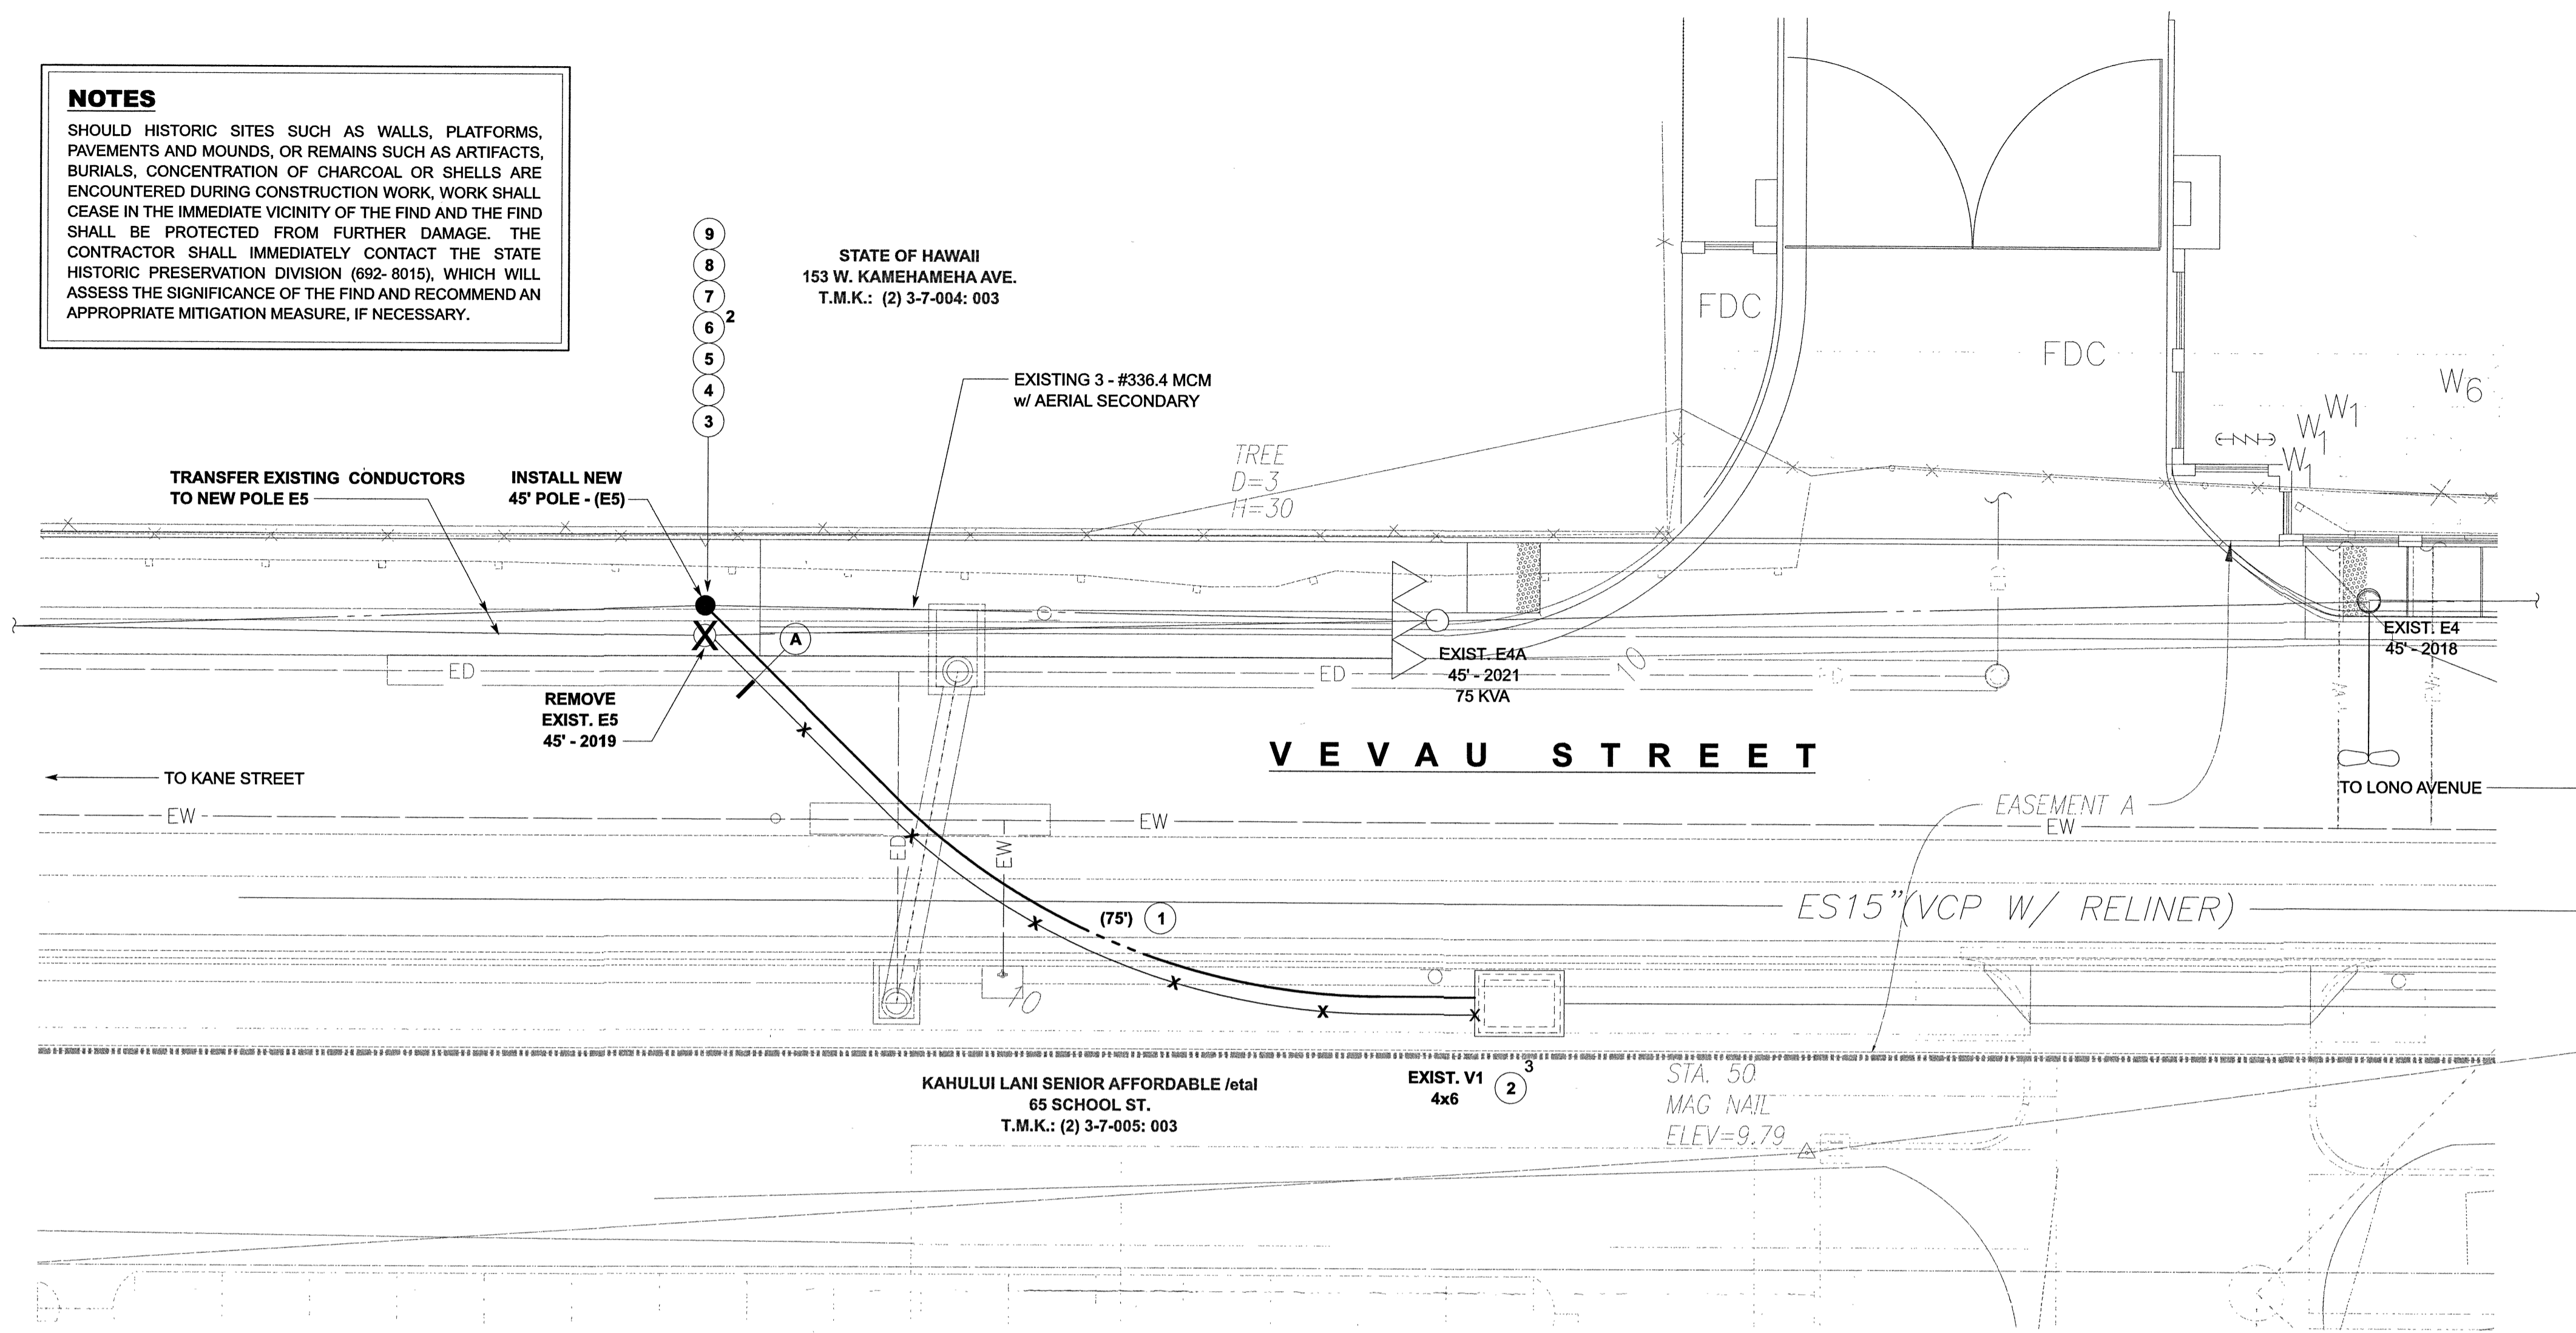 NOTES
SHOULD HISTORIC SITES SUCH AS WALLS, PLATFORMS,
PAVEMENTS AND MOUNDS, OR REMAINS SUCH AS ARTIFACTS,
BURIALS, CONCENTRATION OF CHARCOAL OR SHELLS ARE
ENCOUNTERED DURING CONSTRUCTION WORK, WORK SHALL
CEASE IN THE IMMEDIATE VICINITY OF THE FIND AND THE FIND
SHALL BE PROTECTED FROM FURTHER DAMAGE. THE
CONTRACTOR SHALL IMMEDIATELY CONTACT THE STATE
HISTORIC PRESERVATION DIVISION (692- 8015), WHICH WILL
ASSESS THE SIGNIFICANCE OF THE FIND AND RECOMMEND AN
APPROPRIATE MITIGATION MEASURE, IF NECESSARY.
9
8
7
6 2
5
4
3
STATE OF HAWAII
153 W. KAMEHAMEHA AVE.
T.M.K.: (2) 3-7-004: 003
EXISTING 3 - #336.4 MCM
w/ AERIAL SECONDARY
FDC
FDC
W6
W1
W1
W1
TREE
D=3
H=30
TRANSFER EXISTING CONDUCTORS
TO NEW POLE E5
INSTALL NEW
45' POLE - (E5)
A
REMOVE
EXIST. E5
45' - 2019
ED
ED
ED
EXIST. E4A
45' - 2021
75 KVA
10
EXIST. E4
45' - 2018
VEVAU STREET
TO KANE STREET
TO LONO AVENUE
EASEMENT A
EW
EW
EW
ED
EW
ES15"(VCP W/ RELINER)
(75') 1
10
KAHULUI LANI SENIOR AFFORDABLE /etal
65 SCHOOL ST.
T.M.K.: (2) 3-7-005: 003
EXIST. V1
4x6
2 3
STA. 50
MAG NAIL
ELEV=9.79